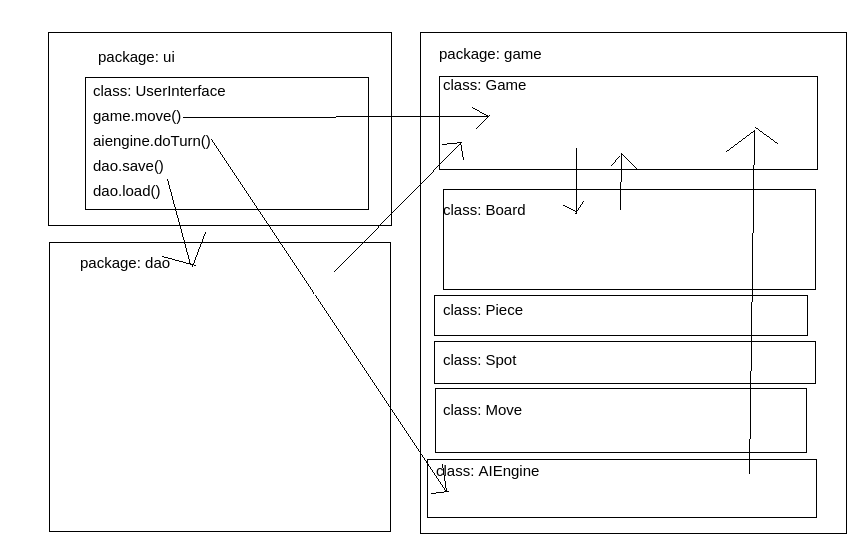 package: ui
class: UserInterface
game.move()
aiengine.doTurn()
dao.save()
dao.load()
package: dao
package: game
class: Game
class: Board
class: Piece
class: Spot
class: Move
class: AIEngine